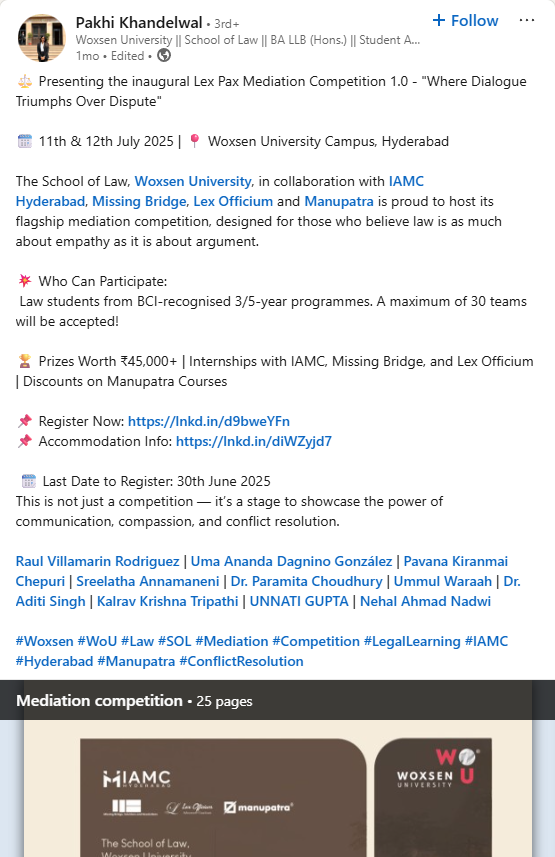 Pakhi Khandelwal • 3rd+
+ Follow ...
Woxsen University || School of Law || BA LLB (Hons.) || Student A...
1mo • Edited •
⚖️ Presenting the inaugural Lex Pax Mediation Competition 1.0 - "Where Dialogue
Triumphs Over Dispute"
🗓️ 11th & 12th July 2025 | 📍 Woxsen University Campus, Hyderabad
The School of Law, Woxsen University, in collaboration with IAMC
Hyderabad, Missing Bridge, Lex Officium and Manupatra is proud to host its
flagship mediation competition, designed for those who believe law is as much
about empathy as it is about argument.
💥 Who Can Participate:
Law students from BCI-recognised 3/5-year programmes. A maximum of 30 teams
will be accepted!
🏆 Prizes Worth ₹45,000+ | Internships with IAMC, Missing Bridge, and Lex Officium
| Discounts on Manupatra Courses
📌 Register Now: https://lnkd.in/d9bweYFn
📌 Accommodation Info: https://lnkd.in/diWZyjd7
🗓️ Last Date to Register: 30th June 2025
This is not just a competition — it's a stage to showcase the power of
communication, compassion, and conflict resolution.
Raul Villamarin Rodriguez | Uma Ananda Dagnino González | Pavana Kiranmai
Chepuri | Sreelatha Annamaneni | Dr. Paramita Choudhury | Ummul Waraah | Dr.
Aditi Singh | Kalrav Krishna Tripathi | UNNATI GUPTA | Nehal Ahmad Nadwi
#Woxsen #WoU #Law #SOL #Mediation #Competition #LegalLearning #IAMC
#Hyderabad #Manupatra #ConflictResolution
Mediation competition • 25 pages
IAMC
HYDERABAD
Lex Officium
manupatra
WOU
WOXSEN
UNIVERSITY
The School of Law,
Woxsen University